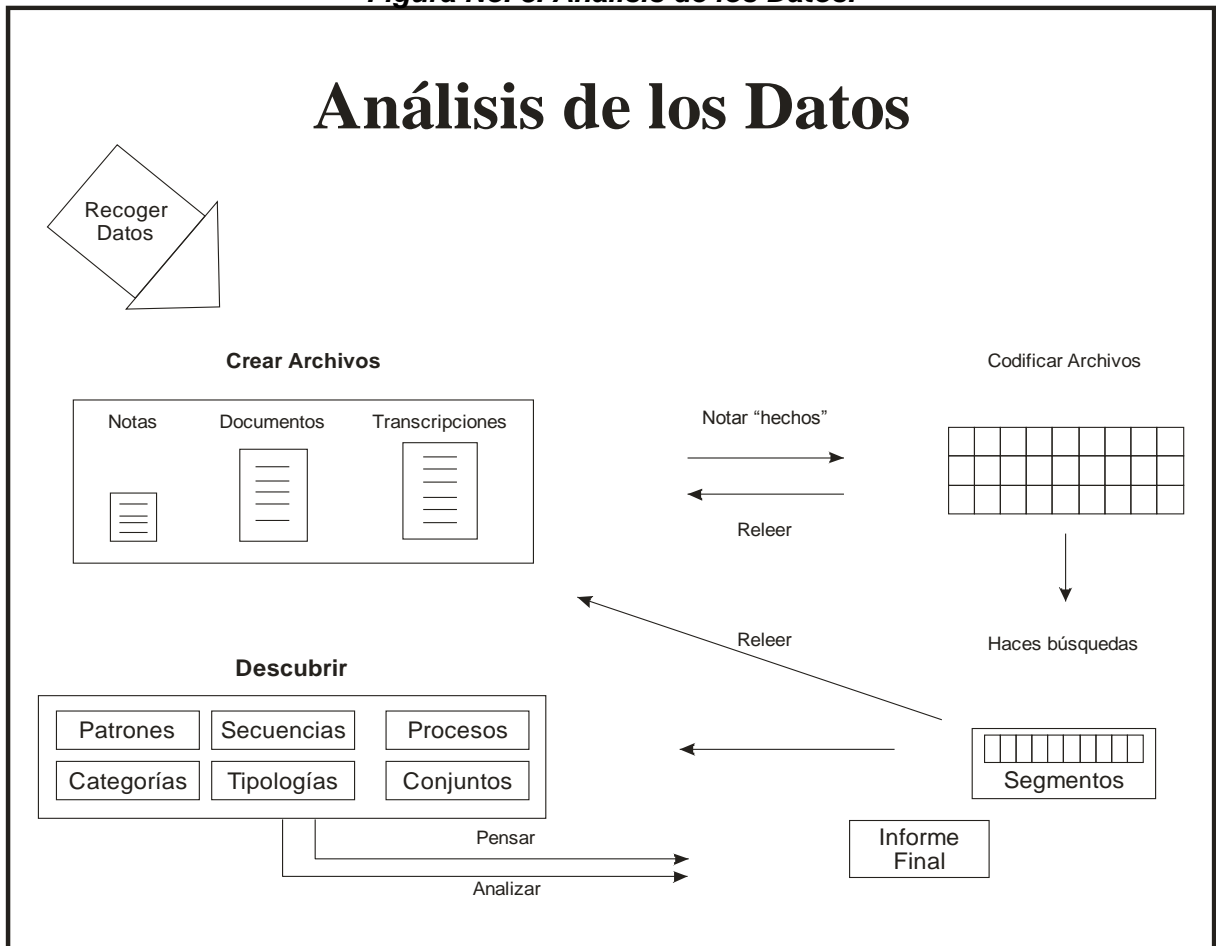 Análisis de los Datos
Recoger
Datos
Crear Archivos
Codificar Archivos
Notas
Documentos
Transcripciones
Notar “hechos”
Releer
Releer
Haces búsquedas
Descubrir
Patrones
Secuencias
Procesos
Categorías
Tipologías
Conjuntos
Segmentos
Pensar
Analizar
Informe
Final